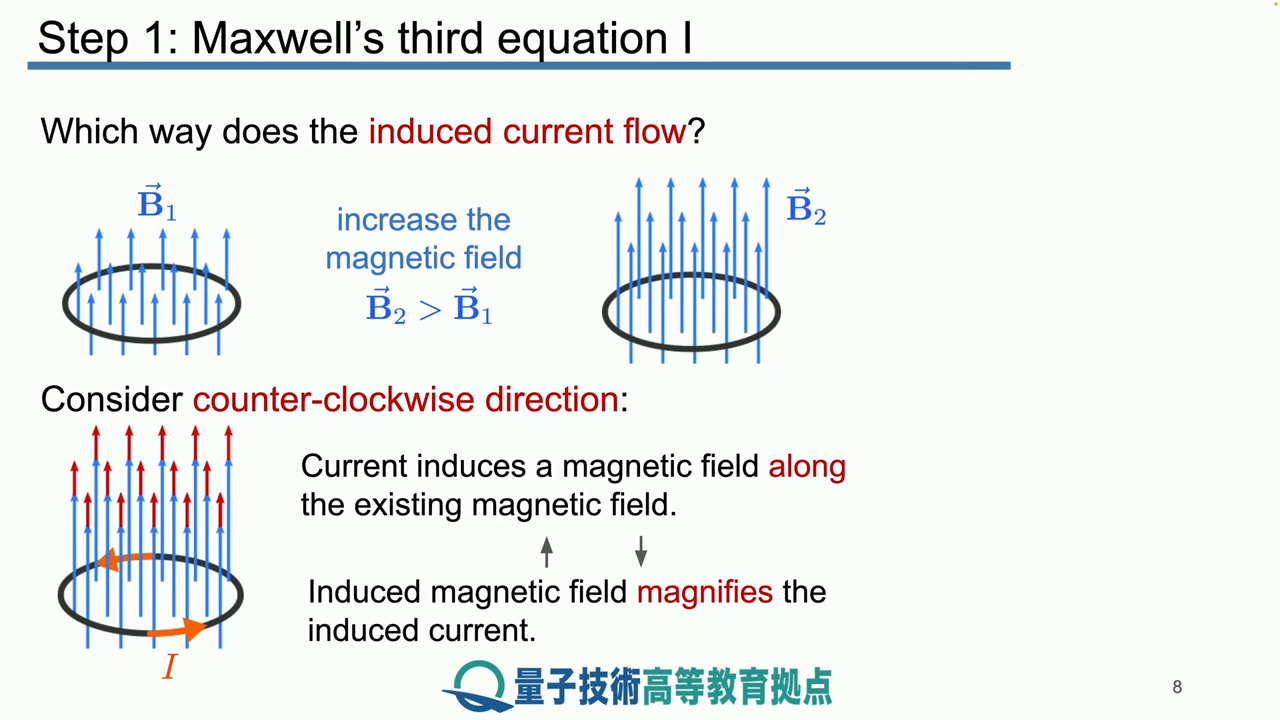 Step 1: Maxwell’s third equation I
Which way does the induced current flow?
B⃗₁
increase the
magnetic field
B⃗₂ > B⃗₁
B⃗₂
Consider counter-clockwise direction:
Current induces a magnetic field along
the existing magnetic field.
Induced magnetic field magnifies the
induced current.
I
量子技術高等教育拠点
8